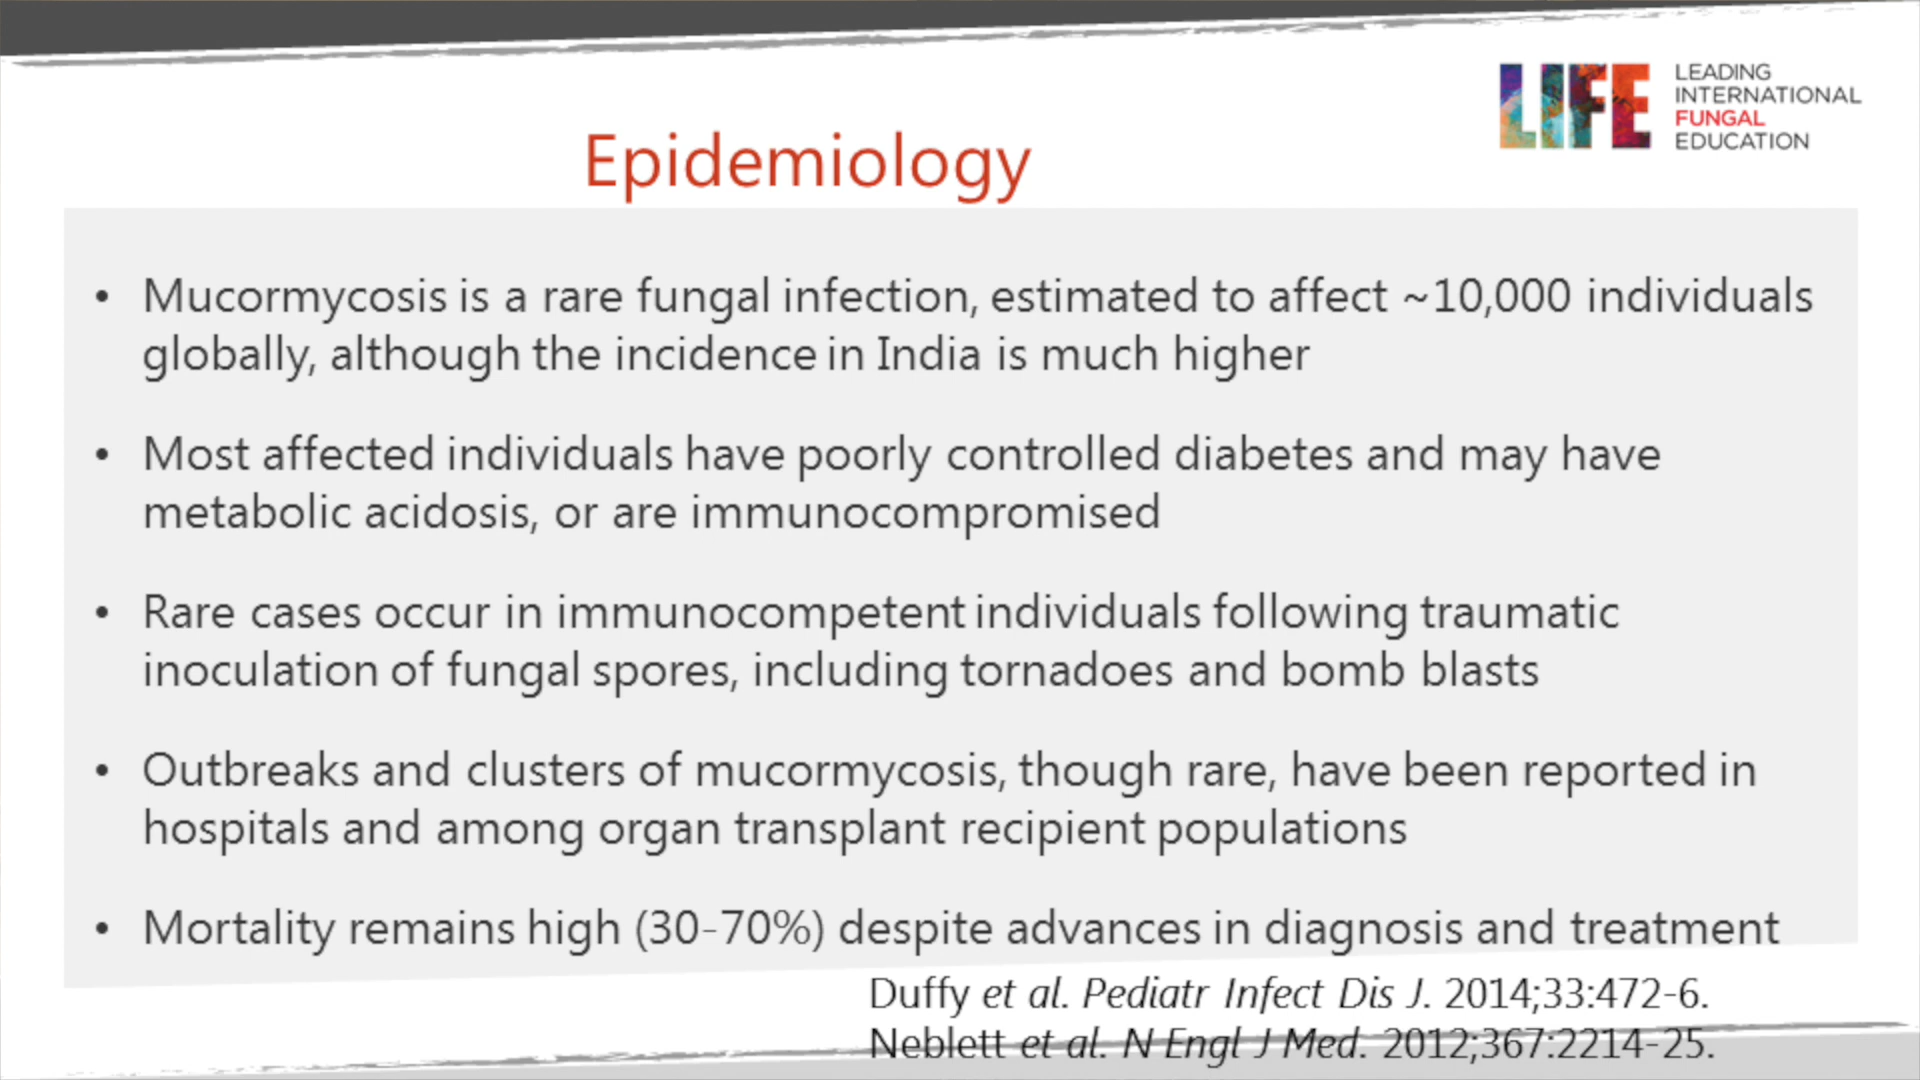 LIFE
LEADING
INTERNATIONAL
FUNGAL
EDUCATION
Epidemiology
• Mucormycosis is a rare fungal infection, estimated to affect ~10,000 individuals
globally, although the incidence in India is much higher
• Most affected individuals have poorly controlled diabetes and may have
metabolic acidosis, or are immunocompromised
• Rare cases occur in immunocompetent individuals following traumatic
inoculation of fungal spores, including tornadoes and bomb blasts
• Outbreaks and clusters of mucormycosis, though rare, have been reported in
hospitals and among organ transplant recipient populations
• Mortality remains high (30-70%) despite advances in diagnosis and treatment
Duffy et al. Pediatr Infect Dis J. 2014;33:472-6.
Neblett et al. N Engl J Med. 2012;367:2214-25.